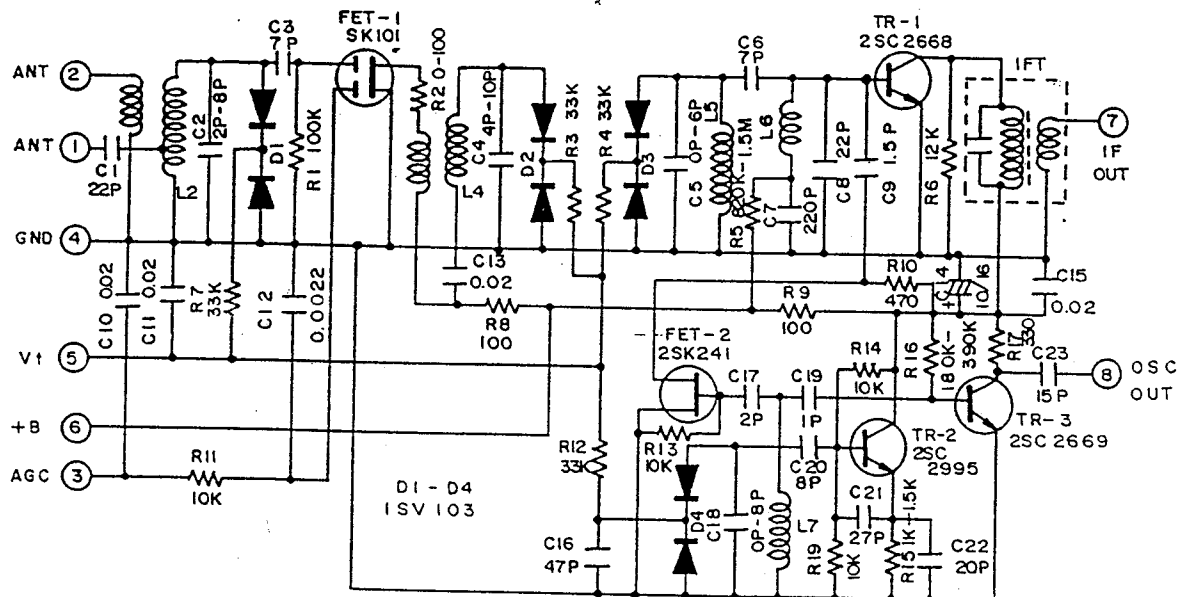 FET-1
SK101
TR-1
2SC2668
ANT 2
C3
7P
C2
2P-8P
D1
R1 100K
R2 0-100
C4
4P-10P
D2
R3 33K
R4 33K
D3
C6
7P
C5 0P-6P
L5
L6
R5 820K-1.5M
C7
220P
C8 22P
C9 1.5P
R6 12K
IFT
7
IF
OUT
ANT 1
C1
22P
L2
L4
GND 4
C10 0.02
C11 0.02
R7
33K
C12 0.022
C13
0.02
R8
100
R9
100
R10
470
C14
10/16
C15
0.02
Vt 5
FET-2
2SK241
C17
2P
C19
1P
R14
10K
R16
180K-
390K
R17
330
C23
15P
8 OSC
OUT
TR-3
2SC2669
+B 6
R12
33K
R13
10K
C20
8P
TR-2
2SC
2995
AGC 3
R11
10K
D1-D4
1SV103
C16
47P
D4
C18
0P-8P
L7
C21
27P
R19
10K
R15 1K-1.5K
C22
20P